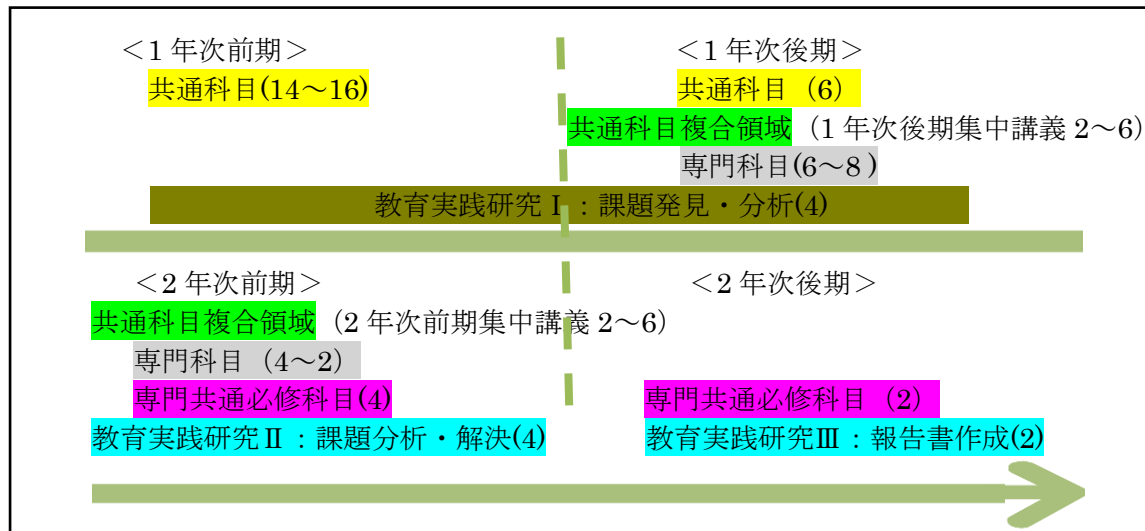 ＜1 年次前期＞
共通科目(14～16)
＜1 年次後期＞
共通科目（6）
共通科目複合領域（1 年次後期集中講義 2～6）
専門科目(6～8 )
教育実践研究Ⅰ：課題発見・分析(4)
＜2 年次前期＞
共通科目複合領域（2 年次前期集中講義 2～6）
専門科目（4～2）
専門共通必修科目(4)
教育実践研究Ⅱ：課題分析・解決(4)
＜2 年次後期＞
専門共通必修科目（2）
教育実践研究Ⅲ：報告書作成(2)